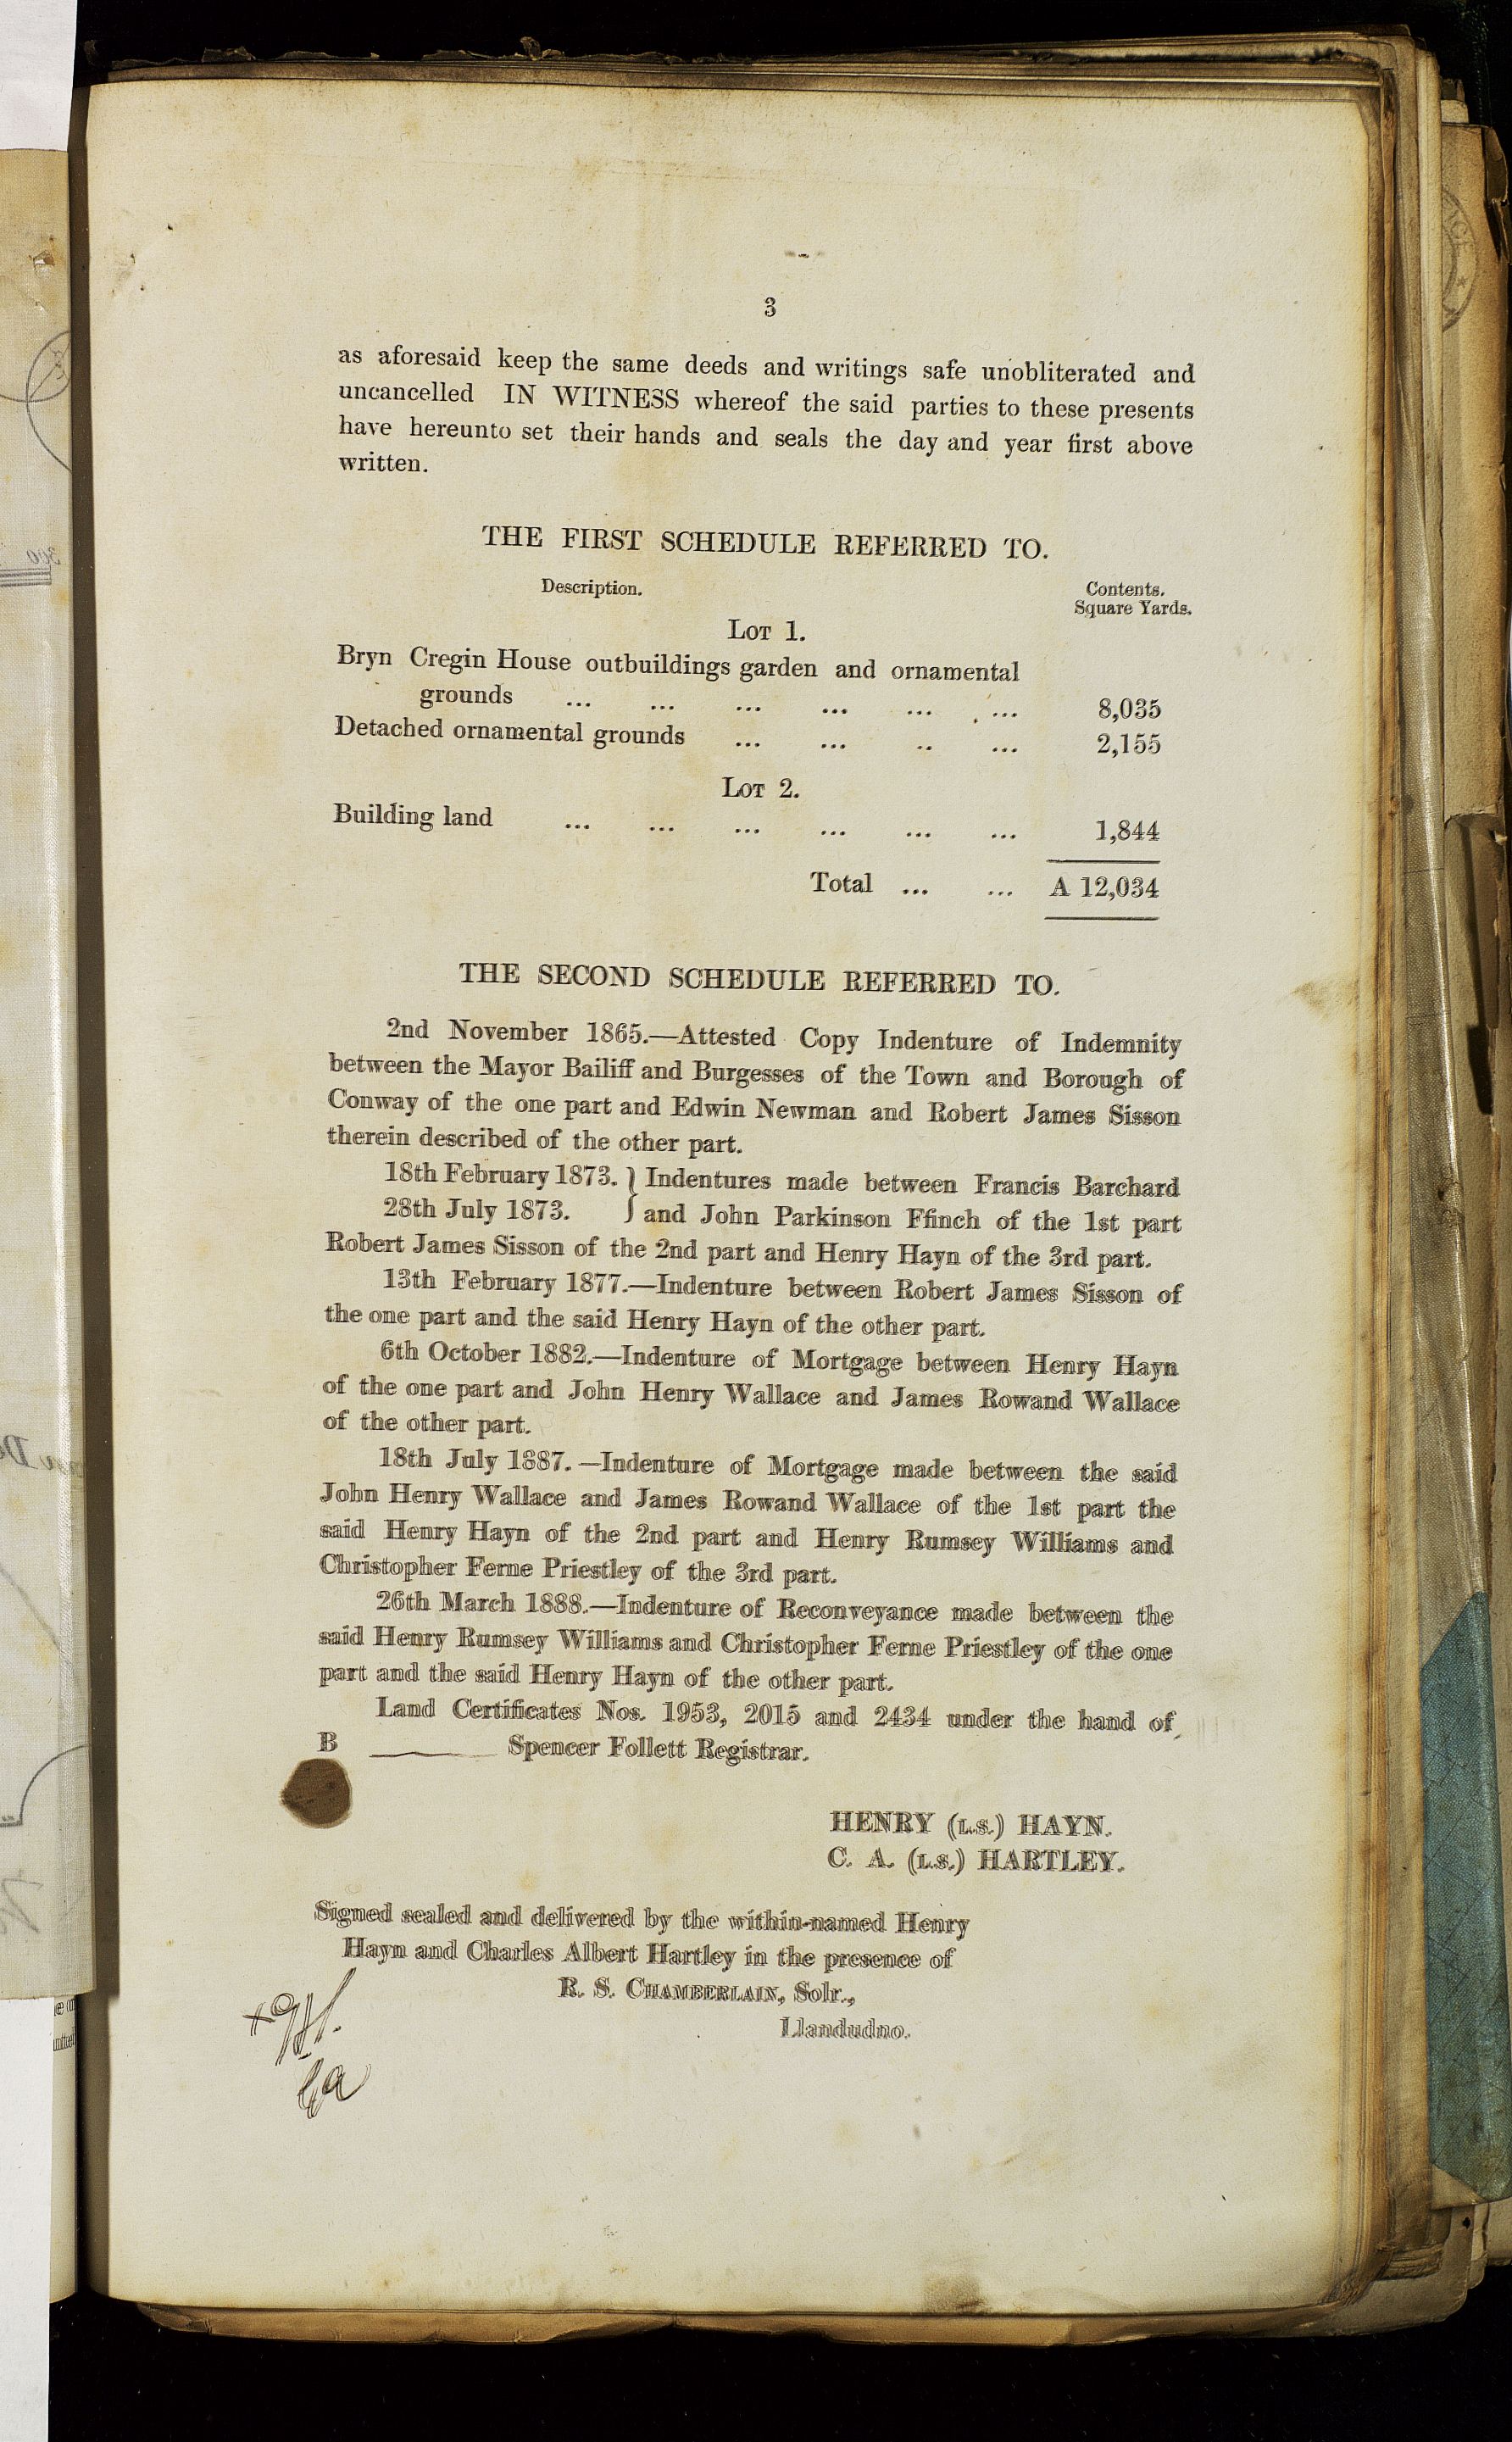 3
as aforesaid keep the same deeds and writings safe unobliterated and
uncancelled IN WITNESS whereof the said parties to these presents
have hereunto set their hands and seals the day and year first above
written.
THE FIRST SCHEDULE REFERRED TO.
Description. Contents.
Square Yards.
LOT 1.
Bryn Cregin House outbuildings garden and ornamental
grounds ... ... ... ... ... ... 8,035
Detached ornamental grounds ... ... .. ... 2,155
LOT 2.
Building land ... ... ... ... ... ... 1,844
Total ... ... A 12,034
THE SECOND SCHEDULE REFERRED TO.
2nd November 1865.—Attested Copy Indenture of Indemnity
between the Mayor Bailiff and Burgesses of the Town and Borough of
Conway of the one part and Edwin Newman and Robert James Sisson
therein described of the other part.
18th February 1873. } Indentures made between Francis Barchard
28th July 1873. } and John Parkinson Ffinch of the 1st part
Robert James Sisson of the 2nd part and Henry Hayn of the 3rd part.
13th February 1877.—Indenture between Robert James Sisson of
the one part and the said Henry Hayn of the other part.
6th October 1882.—Indenture of Mortgage between Henry Hayn
of the one part and John Henry Wallace and James Rowand Wallace
of the other part.
18th July 1887.—Indenture of Mortgage made between the said
John Henry Wallace and James Rowand Wallace of the 1st part the
said Henry Hayn of the 2nd part and Henry Rumsey Williams and
Christopher Ferne Priestley of the 3rd part.
26th March 1888.—Indenture of Reconveyance made between the
said Henry Rumsey Williams and Christopher Ferne Priestley of the one
part and the said Henry Hayn of the other part.
Land Certificates Nos. 1953, 2015 and 2434 under the hand of
B ——— Spencer Follett Registrar.
HENRY (L.S.) HAYN.
C. A. (L.S.) HARTLEY.
Signed sealed and delivered by the within-named Henry
Hayn and Charles Albert Hartley in the presence of
R. S. CHAMBERLAIN, Solr.,
Llandudno.